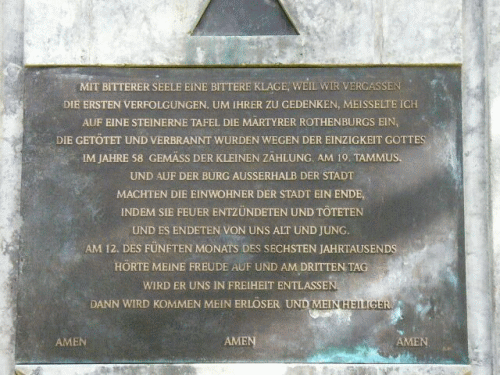 MIT BITTERER SEELE EINE BITTERE KLAGE, WEIL WIR VERGASSEN
DIE ERSTEN VERFOLGUNGEN. UM IHRER ZU GEDENKEN, MEISSELTE ICH
AUF EINE STEINERNE TAFEL DIE MÄRTYRER ROTHENBURGS EIN,
DIE GETÖTET UND VERBRANNT WURDEN WEGEN DER EINZIGKEIT GOTTES
IM JAHRE 58 GEMÄSS DER KLEINEN ZÄHLUNG. AM 19. TAMMUS.
UND AUF DER BURG AUSSERHALB DER STADT
MACHTEN DIE EINWOHNER DER STADT EIN ENDE,
INDEM SIE FEUER ENTZÜNDETEN UND TÖTETEN
UND ES ENDETEN VON UNS ALT UND JUNG.
AM 12. DES FÜNFTEN MONATS DES SECHSTEN JAHRTAUSENDS
HÖRTE MEINE FREUDE AUF UND AM DRITTEN TAG
WIRD ER UNS IN FREIHEIT ENTLASSEN.
DANN WIRD KOMMEN MEIN ERLÖSER UND MEIN HEILIGER.
AMEN AMEN AMEN